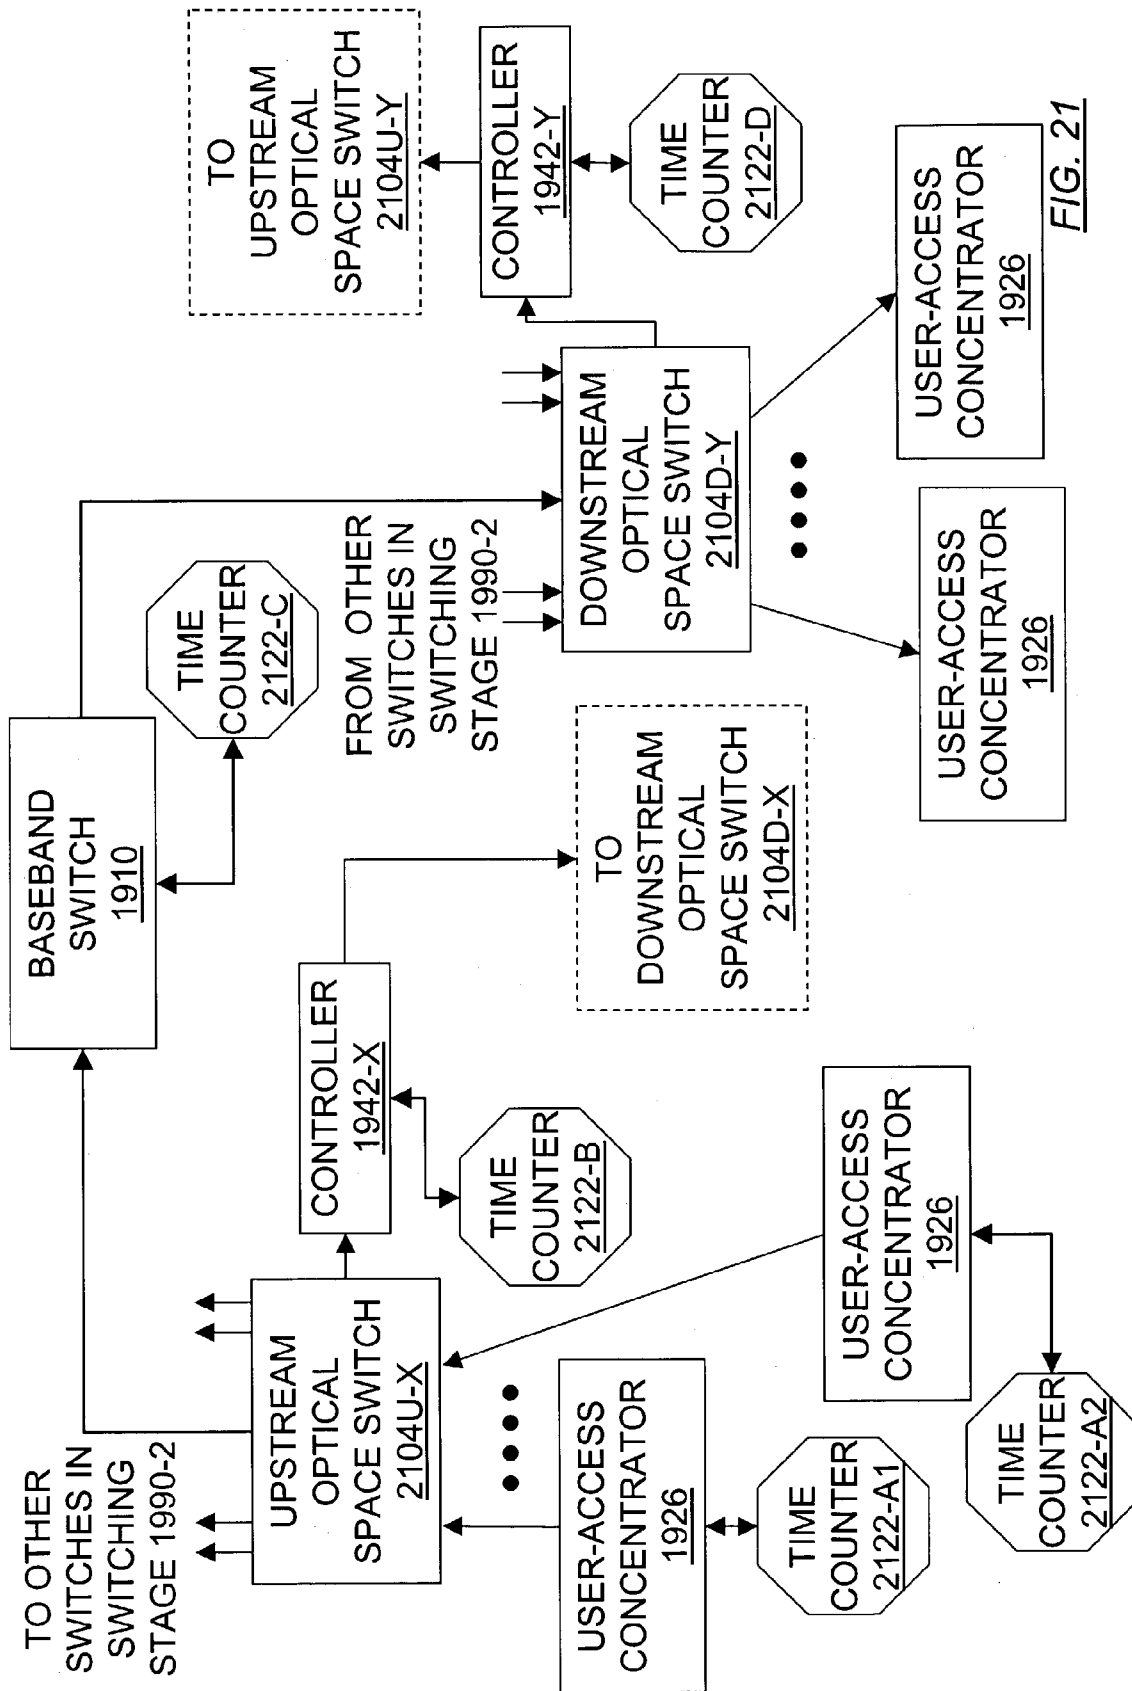 TO OTHER
SWITCHES IN
SWITCHING
STAGE 1990-2
BASEBAND
SWITCH
1910
TIME
COUNTER
2122-C
TO
UPSTREAM
OPTICAL
SPACE SWITCH
2104U-Y
UPSTREAM
OPTICAL
SPACE SWITCH
2104U-X
CONTROLLER
1942-X
TIME
COUNTER
2122-B
FROM OTHER
SWITCHES IN
SWITCHING
STAGE 1990-2
CONTROLLER
1942-Y
TIME
COUNTER
2122-D
DOWNSTREAM
OPTICAL
SPACE SWITCH
2104D-Y
TO
DOWNSTREAM
OPTICAL
SPACE SWITCH
2104D-X
USER-ACCESS
CONCENTRATOR
1926
TIME
COUNTER
2122-A1
USER-ACCESS
CONCENTRATOR
1926
TIME
COUNTER
2122-A2
USER-ACCESS
CONCENTRATOR
1926
USER-ACCESS
CONCENTRATOR
1926
FIG. 21